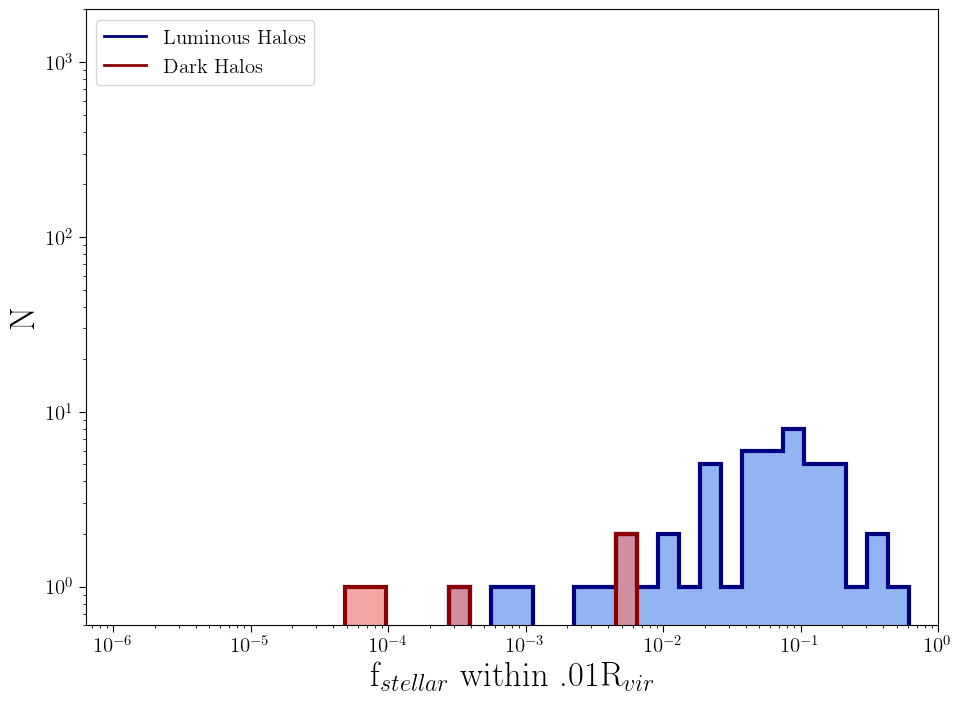 Luminous Halos
Dark Halos
10³
10²
10¹
10⁰
N
10⁻⁶ 10⁻⁵ 10⁻⁴ 10⁻³ 10⁻² 10⁻¹ 10⁰
f_stellar within .01R_vir